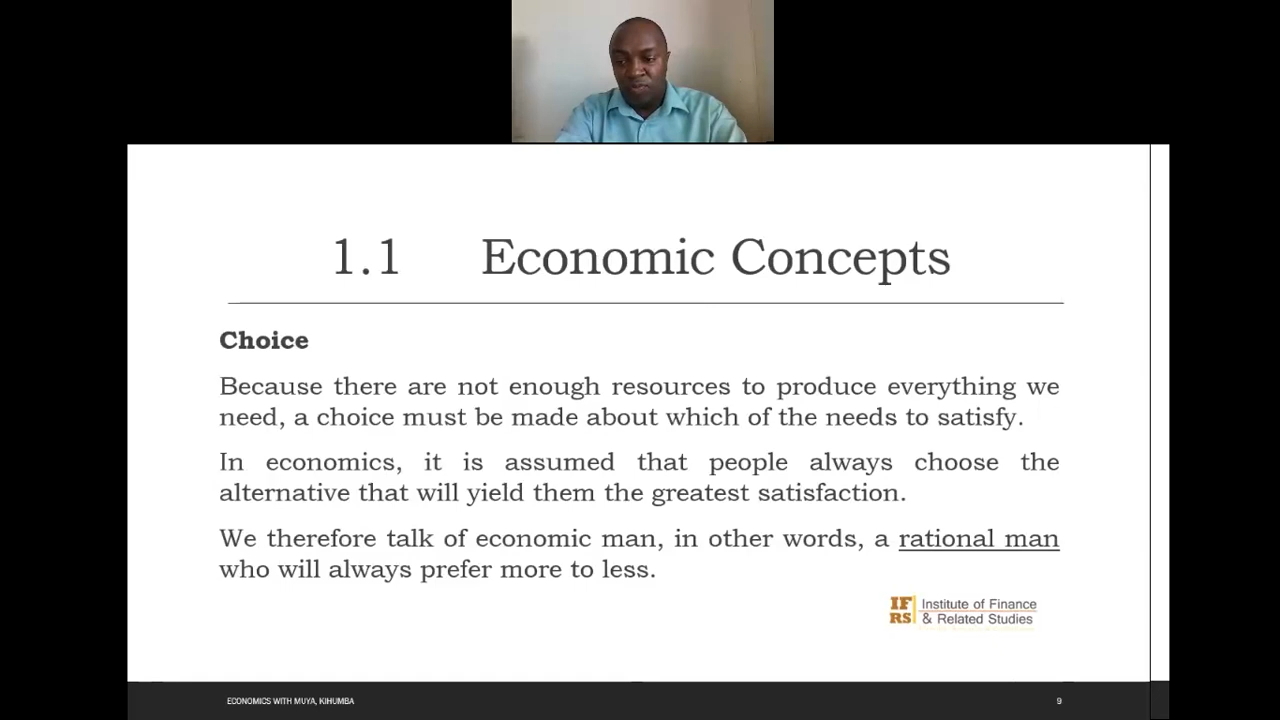 1.1 Economic Concepts
Choice
Because there are not enough resources to produce everything we
need, a choice must be made about which of the needs to satisfy.
In economics, it is assumed that people always choose the
alternative that will yield them the greatest satisfaction.
We therefore talk of economic man, in other words, a rational man
who will always prefer more to less.
IF Institute of Finance
RS & Related Studies
ECONOMICS WITH MUYA, KIHUMBA 9